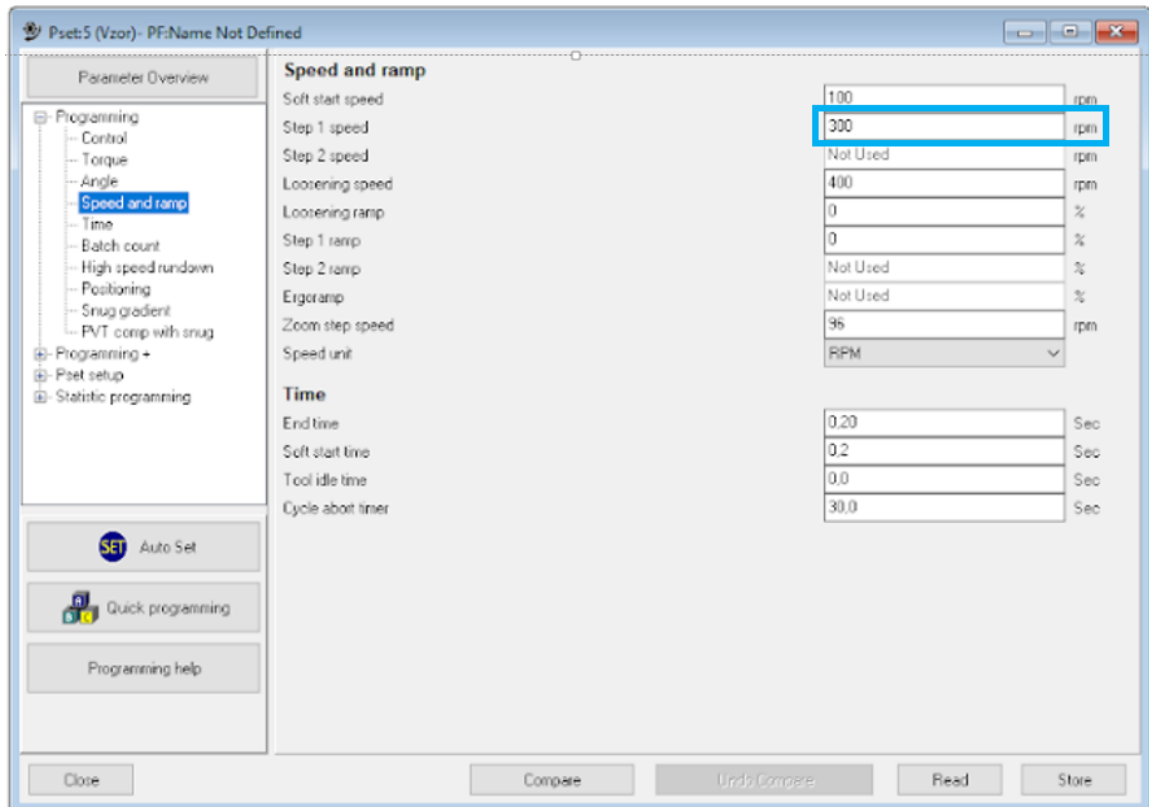 Pset:5 (Vzor)- PF:Name Not Defined
Parameter Overview
Programming
Control
Torque
Angle
Speed and ramp
Time
Batch count
High speed rundown
Positioning
Snug gradient
PVT comp with snug
Programming +
Pset setup
Statistic programming
SET Auto Set
A B C Quick programming
Programming help
Speed and ramp
Soft start speed 100 rpm
Step 1 speed 300 rpm
Step 2 speed Not Used rpm
Loosening speed 400 rpm
Loosening ramp 0 %
Step 1 ramp 0 %
Step 2 ramp Not Used %
Ergoramp Not Used %
Zoom step speed 96 rpm
Speed unit RPM
Time
End time 0,20 Sec
Soft start time 0,2 Sec
Tool idle time 0,0 Sec
Cycle abort timer 30,0 Sec
Close Compare Undo Compare Read Store